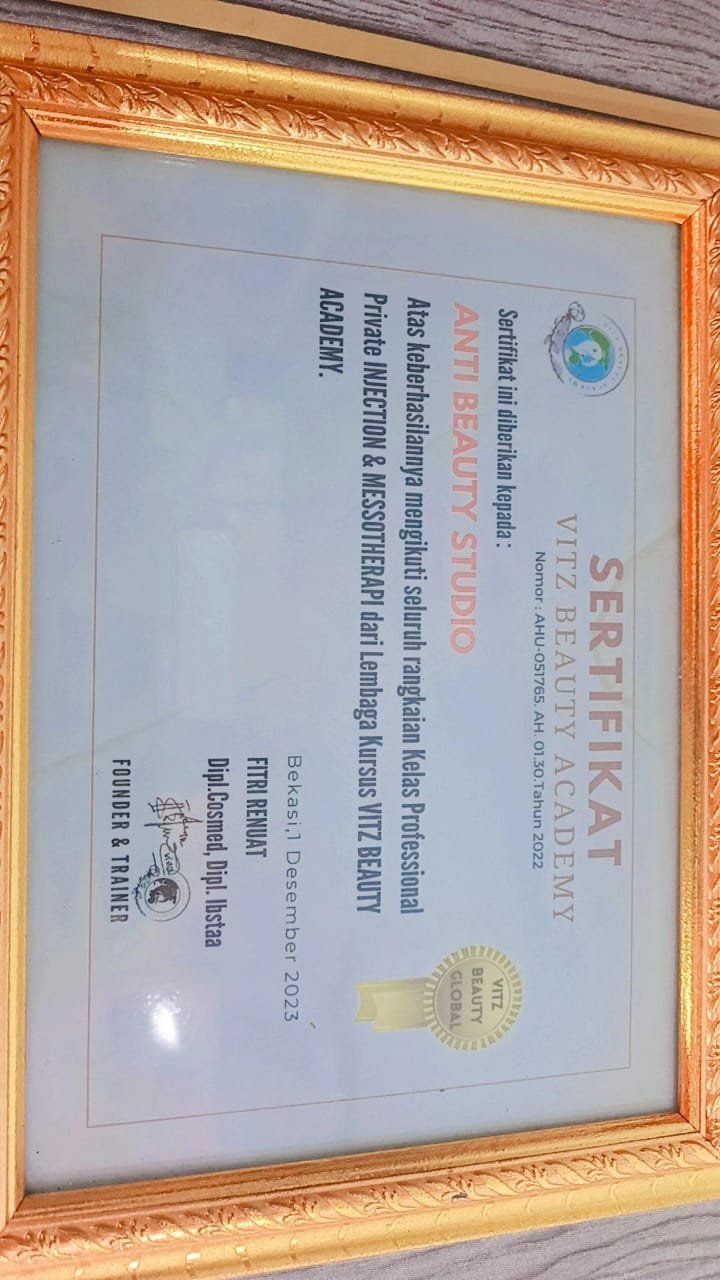 SERTIFIKAT
VITZ BEAUTY ACADEMY
Nomor : AHU-051765. AH. 01.30.Tahun 2022
Sertifikat ini diberikan kepada :
ANTI BEAUTY STUDIO
Atas keberhasilannya mengikuti seluruh rangkaian Kelas Professional
Private INJECTION & MESSOTHERAPI dari Lembaga Kursus VITZ BEAUTY
ACADEMY.
VITZ
BEAUTY
GLOBAL
Bekasi,1 Desember 2023
FITRI RENUAT
Dipl.Cosmed, Dipl. Ibstaa
FOUNDER & TRAINER